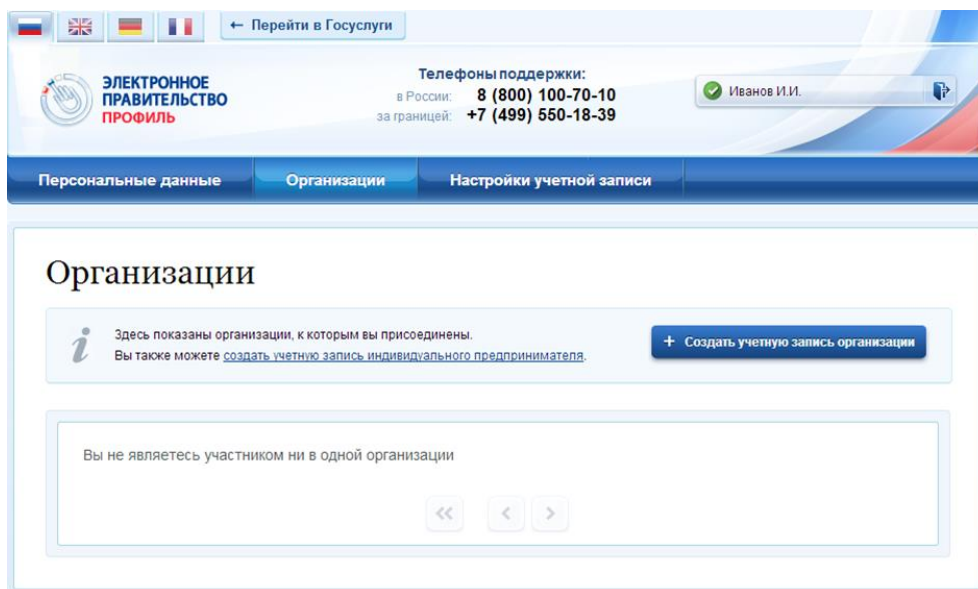 ← Перейти в Госуслуги
ЭЛЕКТРОННОЕ
ПРАВИТЕЛЬСТВО
ПРОФИЛЬ
Телефоны поддержки:
в России: 8 (800) 100-70-10
за границей: +7 (499) 550-18-39
Иванов И.И.
Персональные данные Организации Настройки учетной записи
Организации
Здесь показаны организации, к которым вы присоединены.
Вы также можете создать учетную запись индивидуального предпринимателя.
+ Создать учетную запись организации
Вы не являетесь участником ни в одной организации